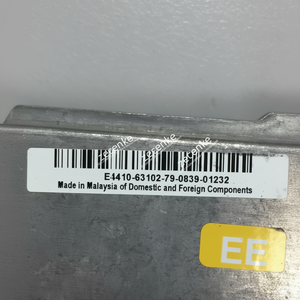 E4410-63102-79-0839-01232
Made in Malaysia of Domestic and Foreign Components
EE